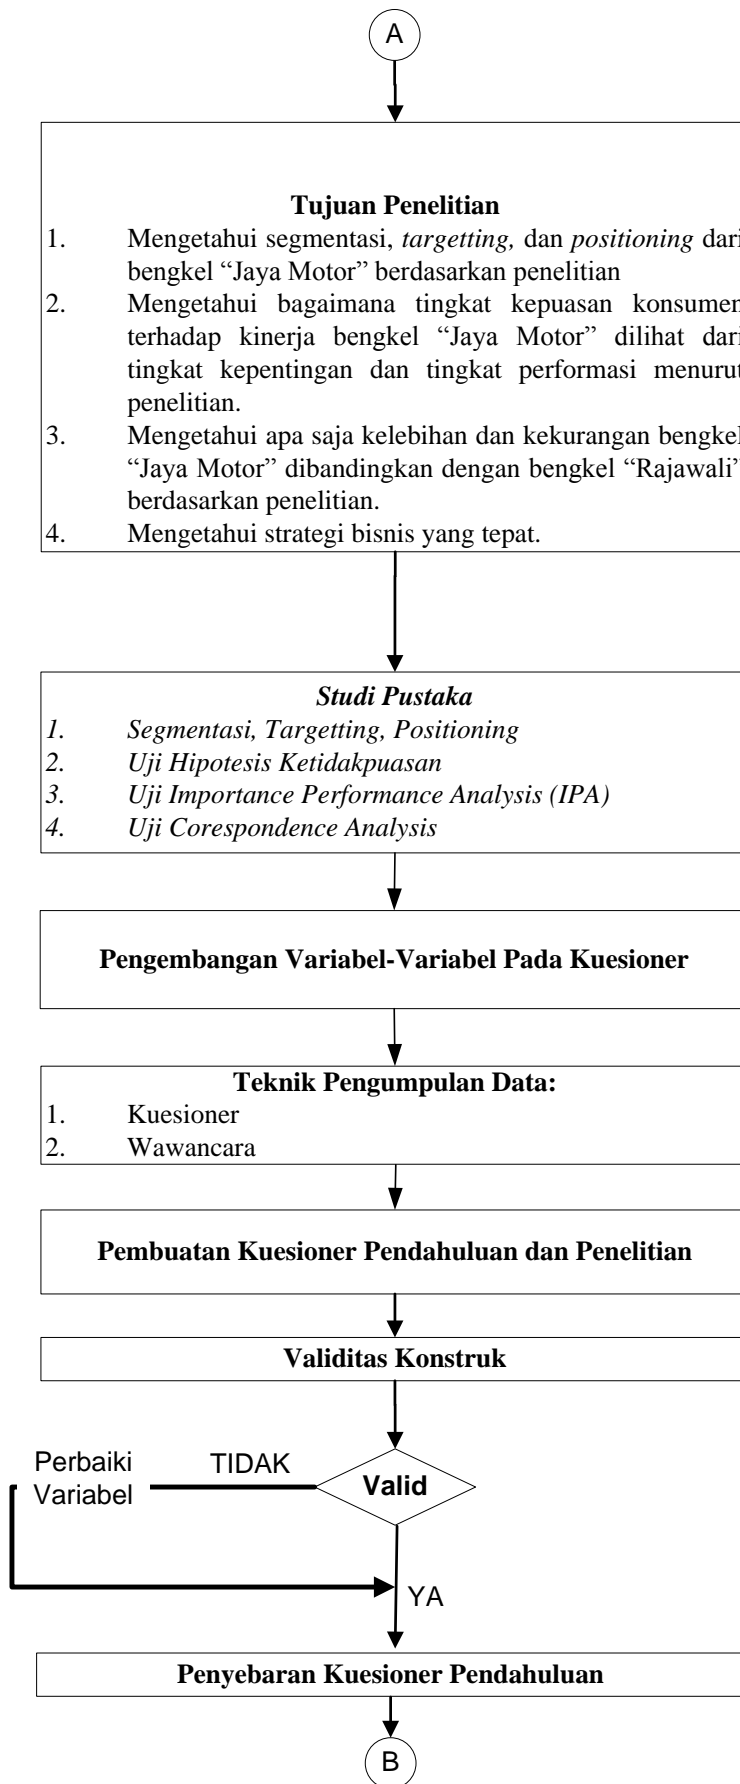 A
Tujuan Penelitian
1. Mengetahui segmentasi, targetting, dan positioning dari
bengkel “Jaya Motor” berdasarkan penelitian
2. Mengetahui bagaimana tingkat kepuasan konsumen
terhadap kinerja bengkel “Jaya Motor” dilihat dari
tingkat kepentingan dan tingkat performasi menurut
penelitian.
3. Mengetahui apa saja kelebihan dan kekurangan bengkel
“Jaya Motor” dibandingkan dengan bengkel “Rajawali”
berdasarkan penelitian.
4. Mengetahui strategi bisnis yang tepat.
Studi Pustaka
1. Segmentasi, Targetting, Positioning
2. Uji Hipotesis Ketidakpuasan
3. Uji Importance Performance Analysis (IPA)
4. Uji Corespondence Analysis
Pengembangan Variabel-Variabel Pada Kuesioner
Teknik Pengumpulan Data:
1. Kuesioner
2. Wawancara
Pembuatan Kuesioner Pendahuluan dan Penelitian
Validitas Konstruk
Perbaiki
Variabel
TIDAK
Valid
YA
Penyebaran Kuesioner Pendahuluan
B